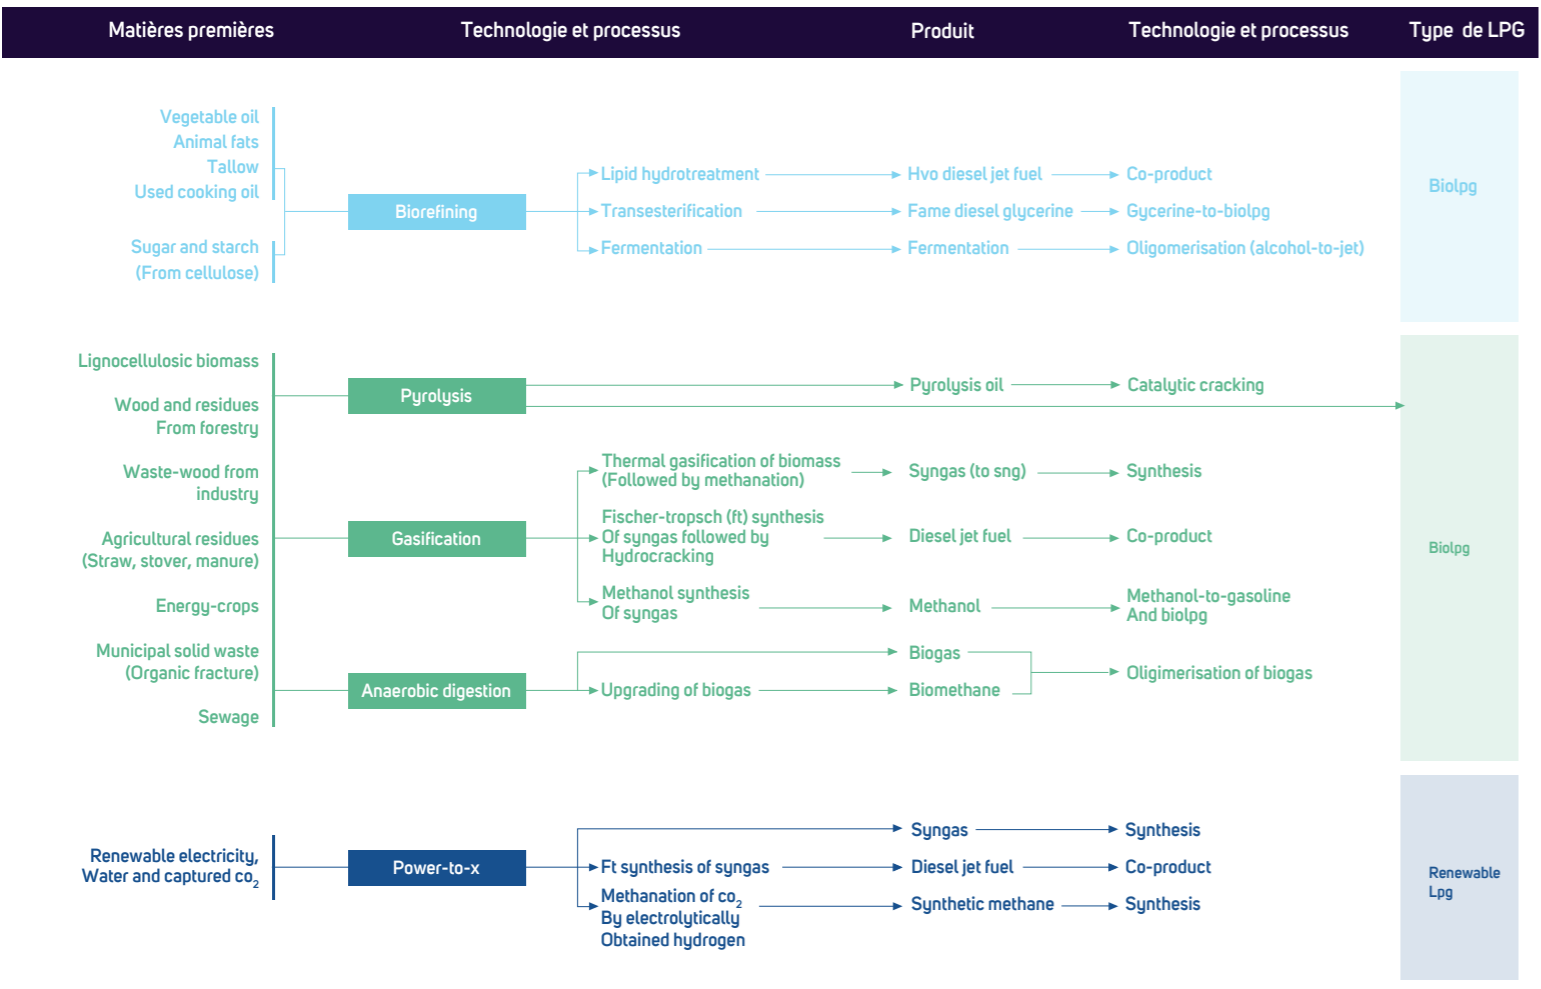 Matières premières
Technologie et processus
Produit
Technologie et processus
Type de LPG
Vegetable oil
Animal fats
Tallow
Used cooking oil
Sugar and starch
(From cellulose)
Biorefining
Lipid hydrotreatment
Hvo diesel jet fuel
Co-product
Transesterification
Fame diesel glycerine
Gycerine-to-biolpg
Fermentation
Fermentation
Oligomerisation (alcohol-to-jet)
Biolpg
Lignocellulosic biomass
Wood and residues
From forestry
Waste-wood from
industry
Agricultural residues
(Straw, stover, manure)
Energy-crops
Municipal solid waste
(Organic fracture)
Sewage
Pyrolysis
Pyrolysis oil
Catalytic cracking
Gasification
Thermal gasification of biomass
(Followed by methanation)
Syngas (to sng)
Synthesis
Fischer-tropsch (ft) synthesis
Of syngas followed by
Hydrocracking
Diesel jet fuel
Co-product
Methanol synthesis
Of syngas
Methanol
Methanol-to-gasoline
And biolpg
Anaerobic digestion
Biogas
Upgrading of biogas
Biomethane
Oligimerisation of biogas
Biolpg
Renewable electricity,
Water and captured co₂
Power-to-x
Syngas
Synthesis
Ft synthesis of syngas
Diesel jet fuel
Co-product
Methanation of co₂
By electrolytically
Obtained hydrogen
Synthetic methane
Synthesis
Renewable
Lpg